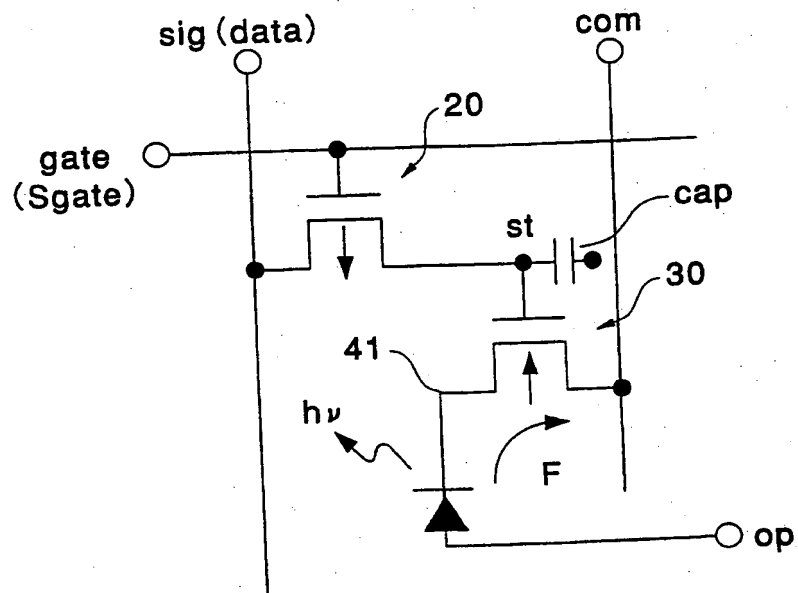 sig (data)
com
20
gate
(Sgate)
cap
st
30
41
hν
F
op